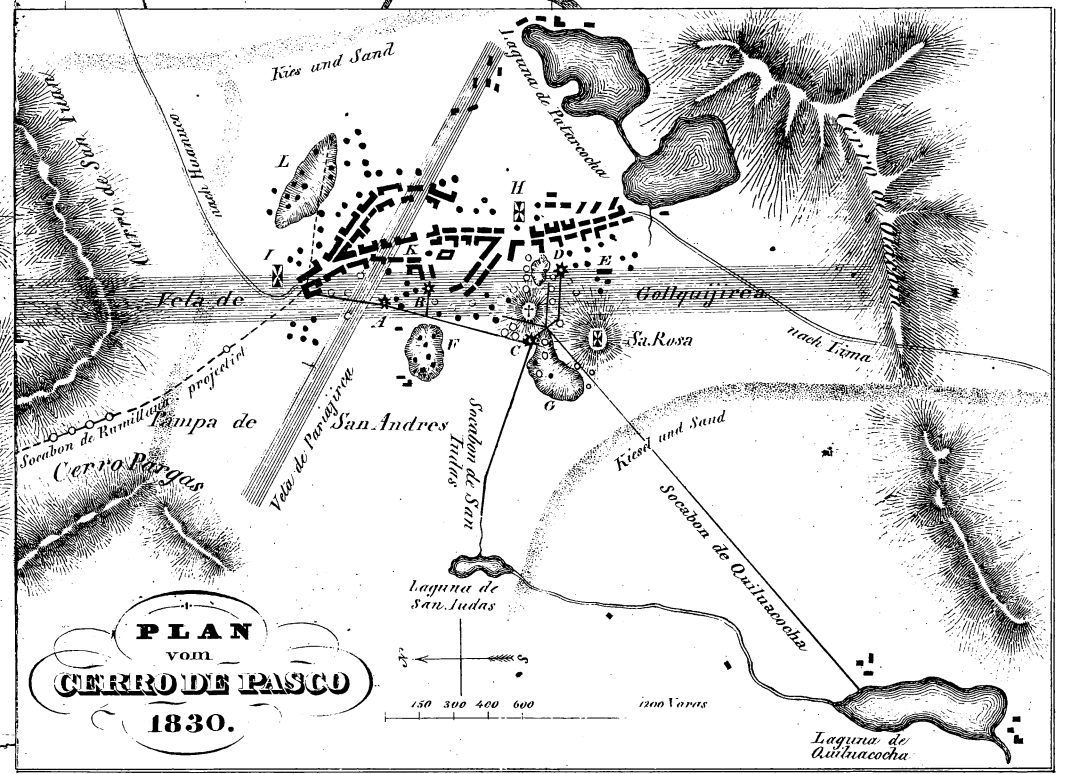 Kies und Sand
Laguna de Patarcocha
Cerro de San Juan
nach Huanuco
L
H
I
K
D
E
Vela de
Collquijirca
A
B
C
F
G
Sa. Rosa
nach Lima
Socabon de Rumillana projectirt
Pampa de
San Andres
Vela de Pariajirca
Cerro Pargas
Socabon de San
Judas
Kiesel und Sand
Socabon de Quiluacocha
Laguna de
San Judas
N
S
150 300 400 600
1200 Varas
Laguna de
Quiluacocha
PLAN
vom
CERRO DE PASCO
1830.